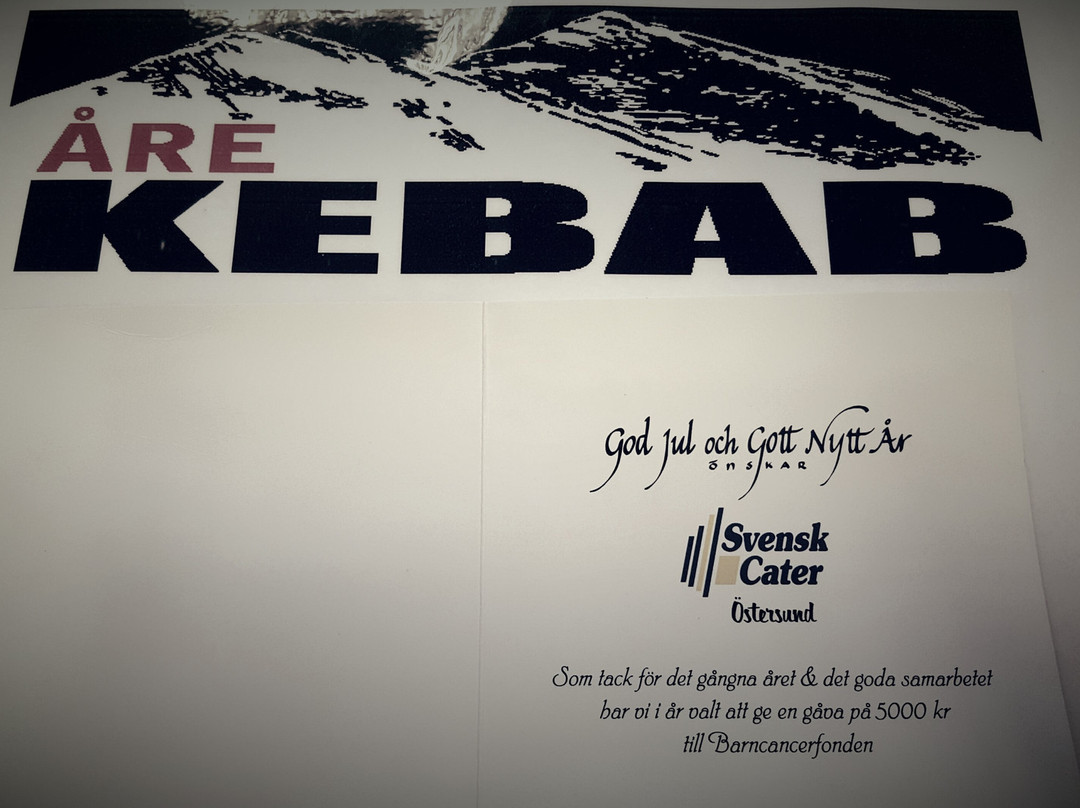 ÅRE
KEBAB
God Jul och Gott Nytt År
önskar
Svensk
Cater
Östersund
Som tack för det gångna året & det goda samarbetet
har vi i år valt att ge en gåva på 5000 kr
till Barncancerfonden